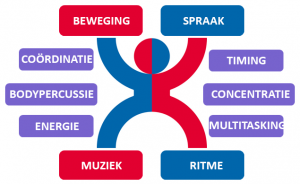 BEWEGING
SPRAAK
COÖRDINATIE
TIMING
BODYPERCUSSIE
CONCENTRATIE
ENERGIE
MULTITASKING
MUZIEK
RITME